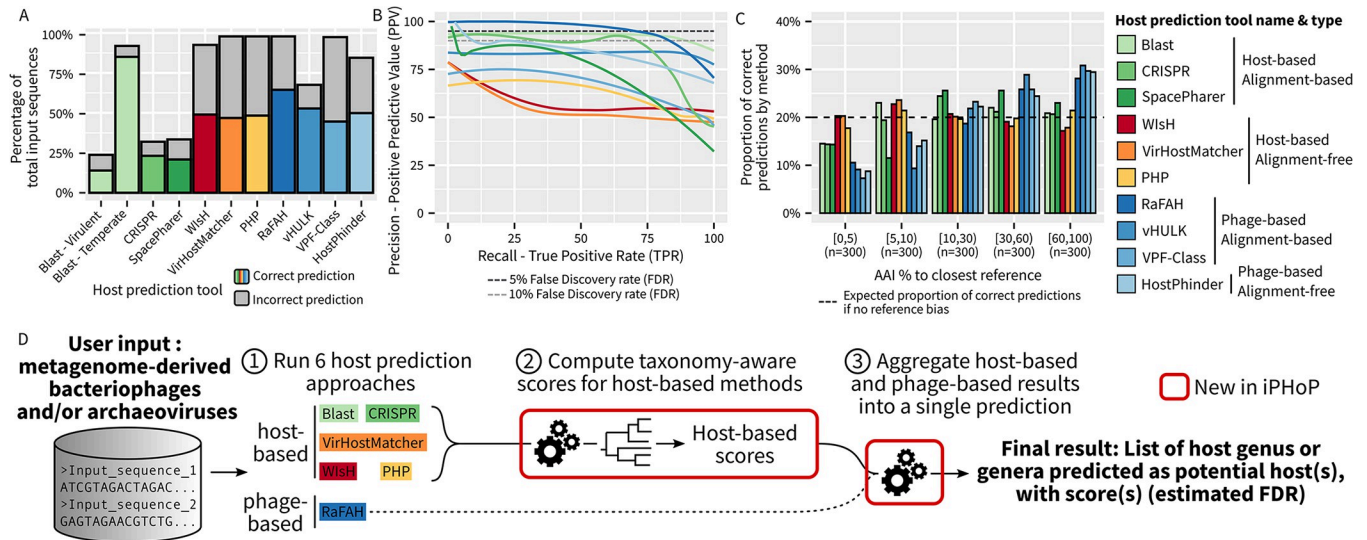 A
Percentage of
total input sequences
100%
75%
50%
25%
0%
Blast - Virulent
Blast - Temperate
CRISPR
SpacePharer
WIsH
VirHostMatcher
PHP
RaFAH
vHULK
VPF-Class
HostPhinder
Host prediction tool
Correct prediction
Incorrect prediction
B
Precision - Positive Predictive Value (PPV)
100
75
50
25
0
0
25
50
75
100
Recall - True Positive Rate (TPR)
5% False Discovery rate (FDR)
10% False Discovery rate (FDR)
C
Proportion of correct
predictions by method
40%
30%
20%
10%
0%
[0,5)
(n=300)
[5,10)
(n=300)
[10,30)
(n=300)
[30,60)
(n=300)
[60,100)
(n=300)
AAI % to closest reference
Expected proportion of correct predictions
if no reference bias
Host prediction tool name & type
Blast
CRISPR
SpacePharer
Host-based
Alignment-based
WIsH
VirHostMatcher
PHP
Host-based
Alignment-free
RaFAH
vHULK
VPF-Class
Phage-based
Alignment-based
HostPhinder
Phage-based
Alignment-free
D
User input :
metagenome-derived
bacteriophages
and/or archaeoviruses
>Input_sequence_1
ATCGTAGACTAGAC...
>Input_sequence_2
GAGTAGAACGTCTG...
1 Run 6 host prediction
approaches
host-
based
Blast CRISPR
VirHostMatcher
WIsH PHP
phage-
based
RaFAH
2 Compute taxonomy-aware
scores for host-based methods
Host-based
scores
3 Aggregate host-based
and phage-based results
into a single prediction
New in iPHoP
Final result: List of host genus or
genera predicted as potential host(s),
with score(s) (estimated FDR)